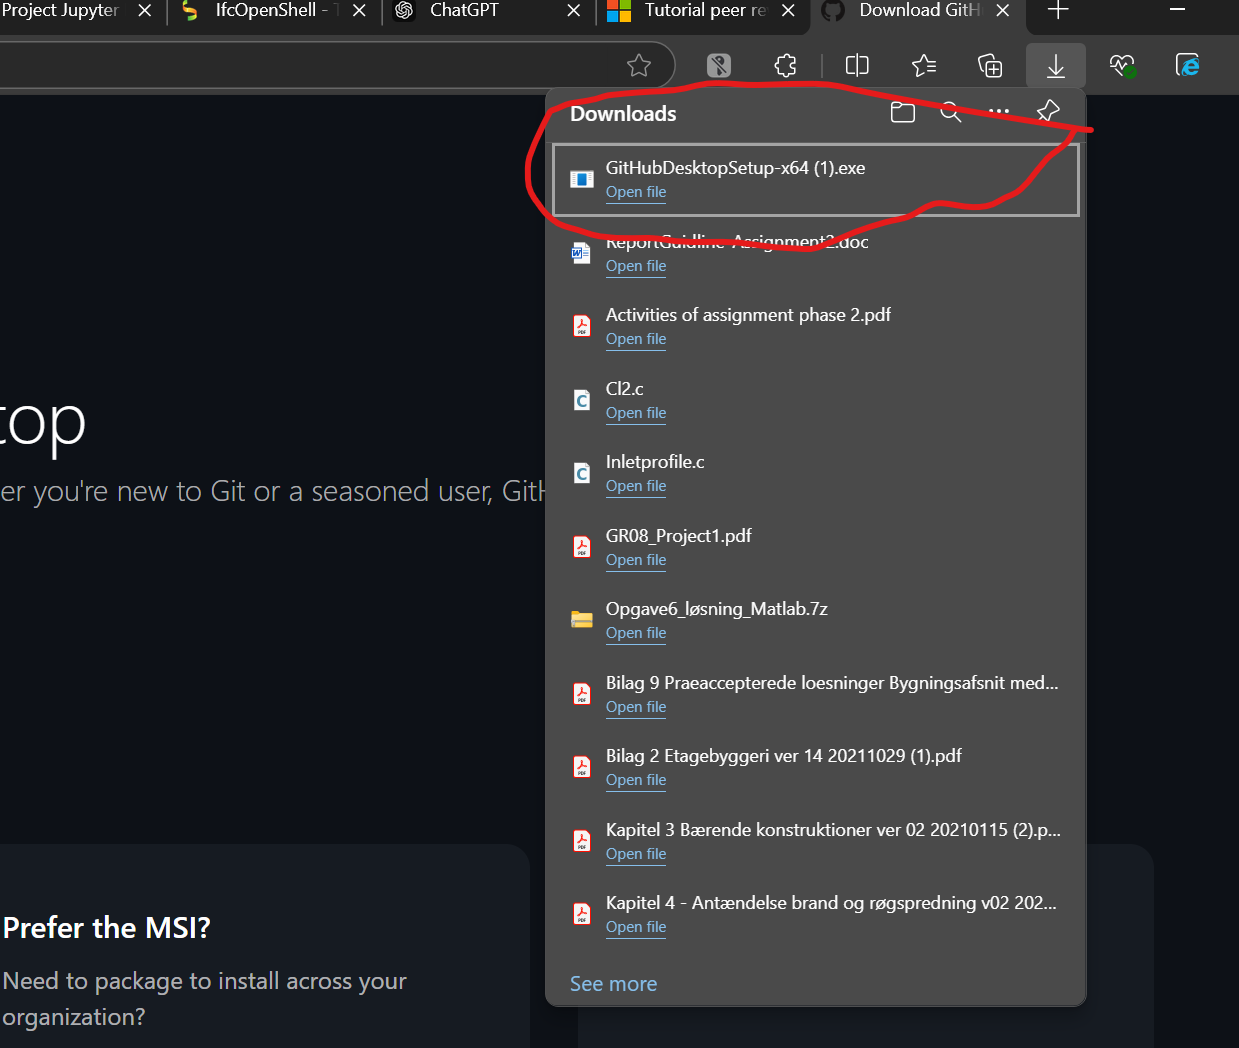 Project Jupyter
IfcOpenShell -
ChatGPT
Tutorial peer re
Download GitH
Downloads
GitHubDesktopSetup-x64 (1).exe
Open file
ReportGuidline-Assignment2.doc
Open file
Activities of assignment phase 2.pdf
Open file
Cl2.c
Open file
Inletprofile.c
Open file
GR08_Project1.pdf
Open file
Opgave6_løsning_Matlab.7z
Open file
Bilag 9 Praeaccepterede loesninger Bygningsafsnit med...
Open file
Bilag 2 Etagebyggeri ver 14 20211029 (1).pdf
Open file
Kapitel 3 Bærende konstruktioner ver 02 20210115 (2).p...
Open file
Kapitel 4 - Antændelse brand og røgspredning v02 202...
Open file
See more
top
er you're new to Git or a seasoned user, GitH
Prefer the MSI?
Need to package to install across your
organization?